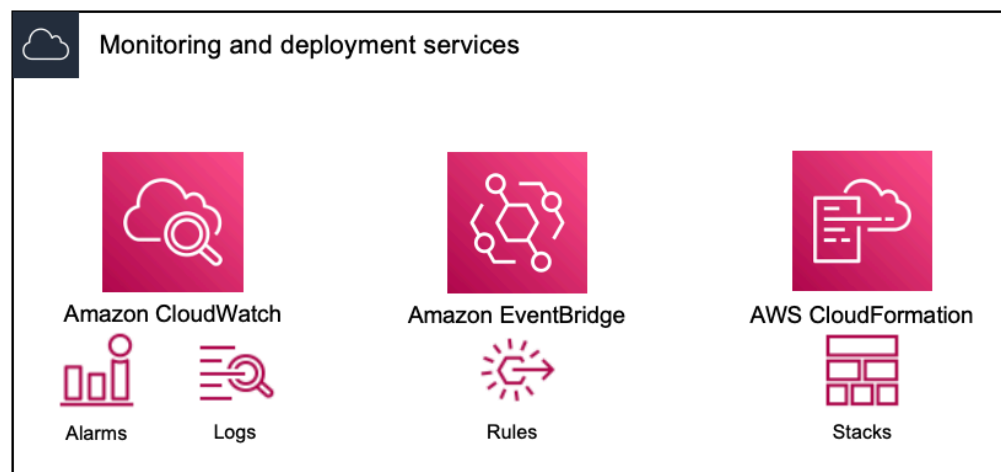 Monitoring and deployment services
Amazon CloudWatch
Amazon EventBridge
AWS CloudFormation
Alarms
Logs
Rules
Stacks